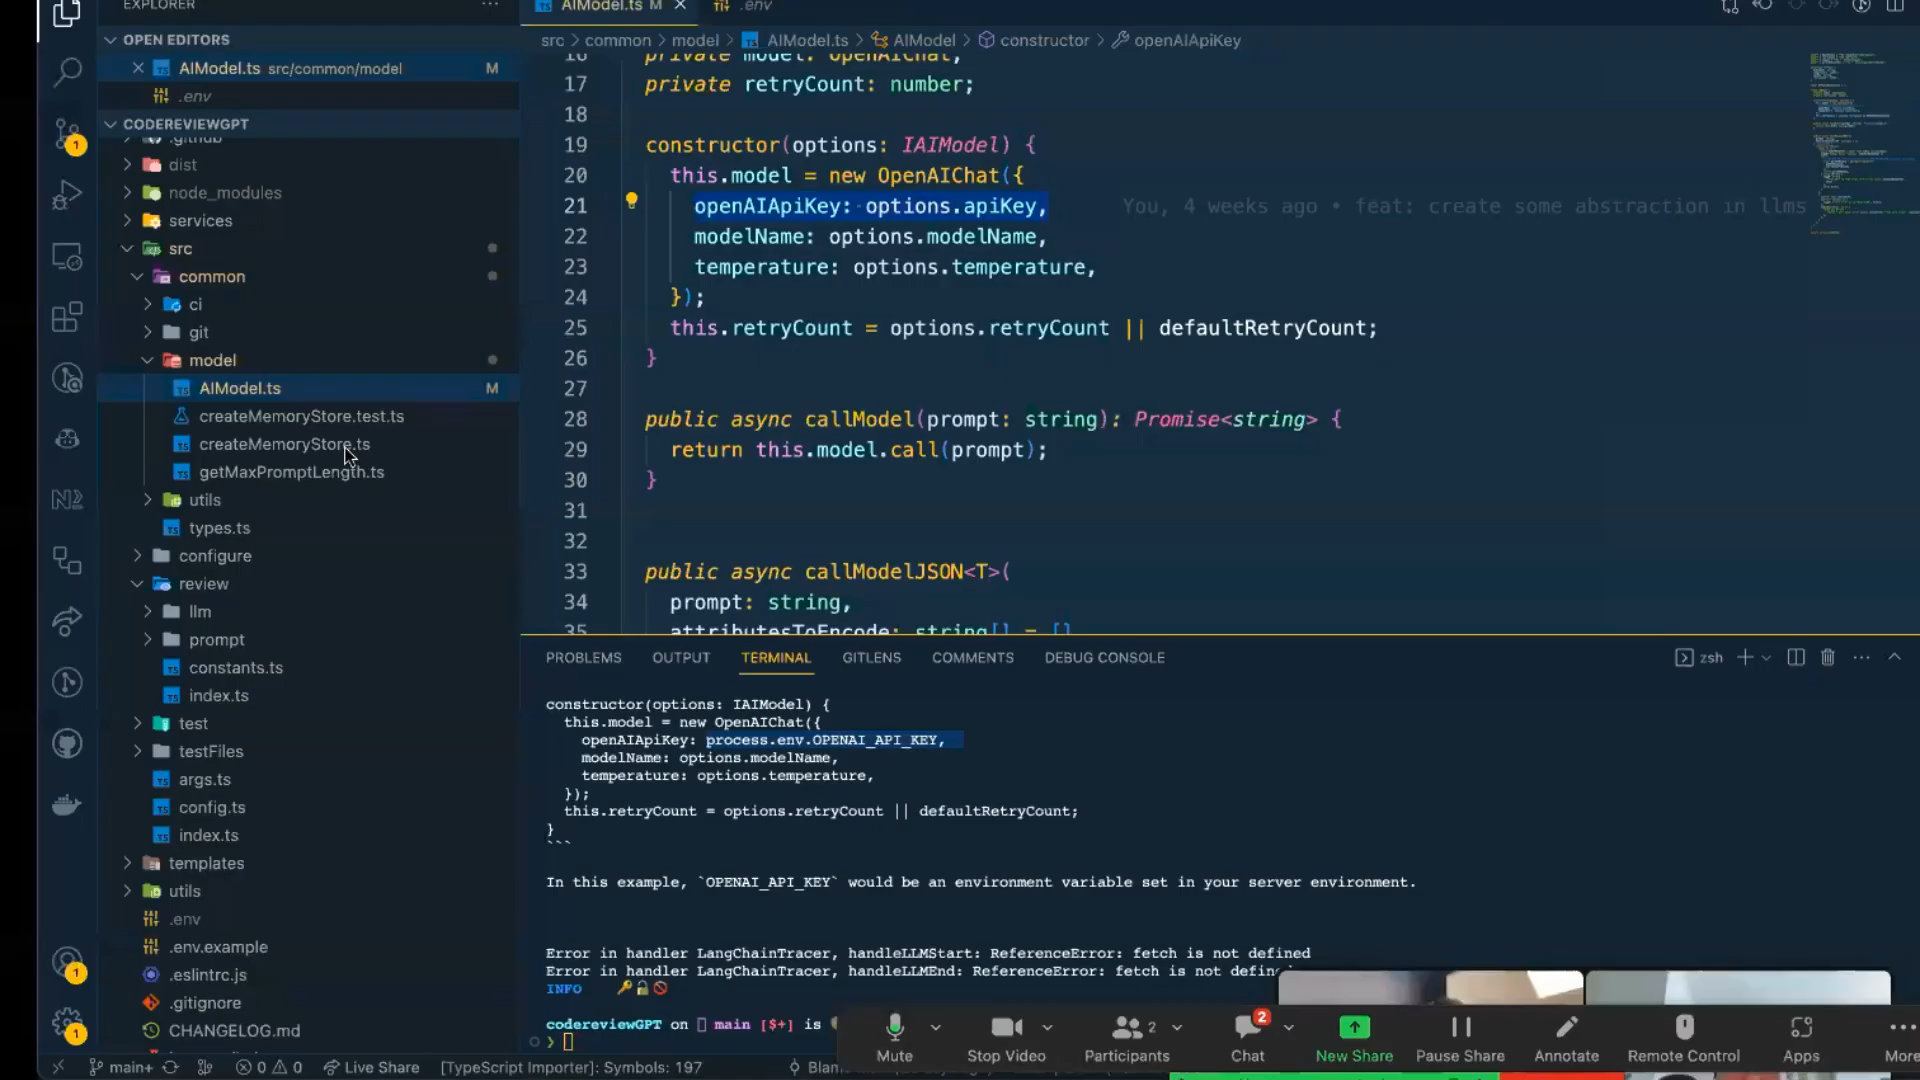 EXPLORER
OPEN EDITORS
AIModel.ts src/common/model M
.env
CODEREVIEWGPT
.github
dist
node_modules
services
src
common
ci
git
model
AIModel.ts M
createMemoryStore.test.ts
createMemoryStore.ts
getMaxPromptLength.ts
utils
types.ts
configure
review
llm
prompt
constants.ts
index.ts
test
testFiles
args.ts
config.ts
index.ts
templates
utils
.env
.env.example
.eslintrc.js
.gitignore
CHANGELOG.md
1
1
1
AIModel.ts M
.env
src > common > model > AIModel.ts > AIModel > constructor > openAIApiKey
16 private model: OpenAIChat;
17 private retryCount: number;
18
19 constructor(options: IAIModel) {
20 this.model = new OpenAIChat({
21 openAIApiKey: options.apiKey, You, 4 weeks ago • feat: create some abstraction in llms
22 modelName: options.modelName,
23 temperature: options.temperature,
24 });
25 this.retryCount = options.retryCount || defaultRetryCount;
26 }
27
28 public async callModel(prompt: string): Promise<string> {
29 return this.model.call(prompt);
30 }
31
32
33 public async callModelJSON<T>(
34 prompt: string,
35 attributesToEncode: string[] = []
PROBLEMS OUTPUT TERMINAL GITLENS COMMENTS DEBUG CONSOLE
zsh
constructor(options: IAIModel) {
this.model = new OpenAIChat({
openAIApiKey: process.env.OPENAI_API_KEY,
modelName: options.modelName,
temperature: options.temperature,
});
this.retryCount = options.retryCount || defaultRetryCount;
}
```
In this example, `OPENAI_API_KEY` would be an environment variable set in your server environment.
Error in handler LangChainTracer, handleLLMStart: ReferenceError: fetch is not defined
Error in handler LangChainTracer, handleLLMEnd: ReferenceError: fetch is not defined
INFO
codereviewGPT on main [$+] is
Mute
Stop Video
2
Participants
2
Chat
New Share
Pause Share
Annotate
Remote Control
Apps
More
main+ 0 0 Live Share [TypeScript Importer]: Symbols: 197